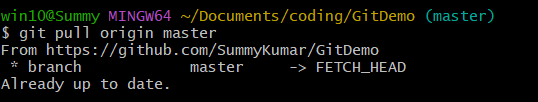 win10@Summy MINGW64 ~/Documents/coding/GitDemo (master)
$ git pull origin master
From https://github.com/SummyKumar/GitDemo
 * branch            master     -> FETCH_HEAD
Already up to date.